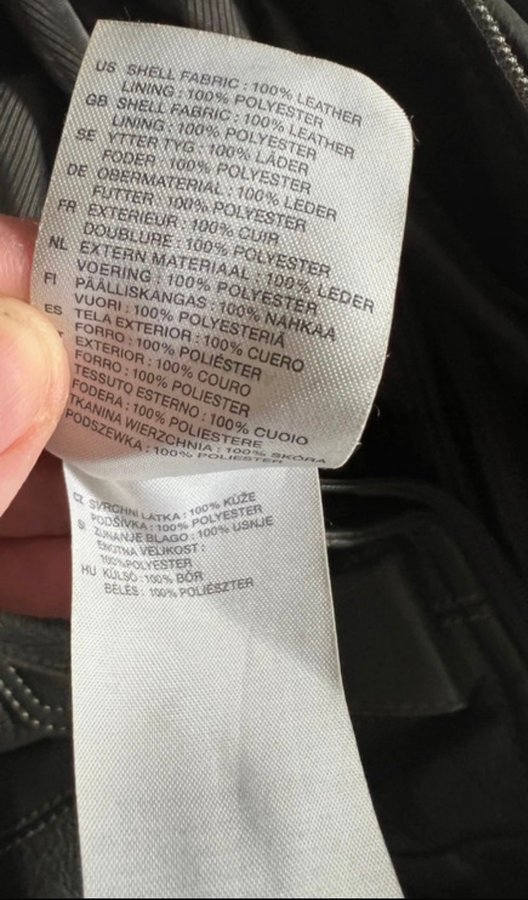 US SHELL FABRIC : 100% LEATHER
LINING : 100% POLYESTER
GB SHELL FABRIC : 100% LEATHER
LINING : 100% POLYESTER
SE YTTER TYG : 100% LÄDER
FODER 100% POLYESTER
DE OBERMATERIAL : 100% LEDER
FUTTER : 100% POLYESTER
FR EXTERIEUR : 100% CUIR
DOUBLURE : 100% POLYESTER
NL EXTERN MATERIAAL : 100% LEDER
VOERING : 100% POLYESTER
FI PÄÄLLISKANGAS : 100% NAHKAA
VUORI : 100% POLYESTERIÄ
ES TELA EXTERIOR : 100% CUERO
FORRO : 100% POLIÉSTER
EXTERIOR : 100% COURO
FORRO : 100% POLIESTER
TESSUTO ESTERNO : 100% CUOIO
FODERA : 100% POLIESTERE
TKANINA WIERZCHNIA : 100% SKÓRA
PODSZEWKA : 100% POLIESTER
CZ SVRCHNI LATKA : 100% KŮŽE
PODŠÍVKA : 100% POLYESTER
SI ZUNANJE BLAGO : 100% USNJE
ENOTNA VELIKOST :
100%POLYESTER
HU KÜLSŐ : 100% BŐR
BÉLÉS : 100% POLIÉSZTER